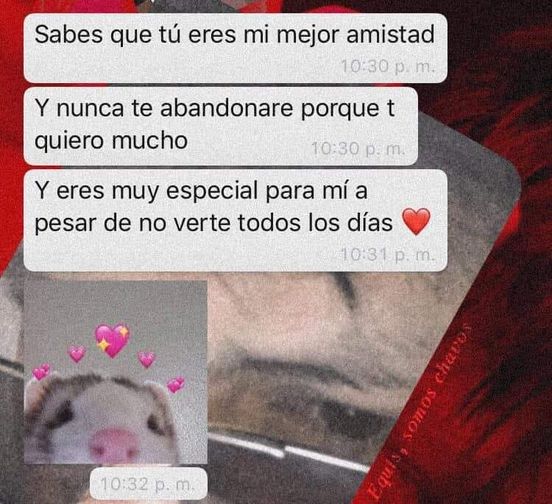 Sabes que tú eres mi mejor amistad
10:30 p. m.
Y nunca te abandonare porque t
quiero mucho
10:30 p. m.
Y eres muy especial para mí a
pesar de no verte todos los días ❤️
10:31 p. m.
10:32 p. m.
Equis, somos chavos